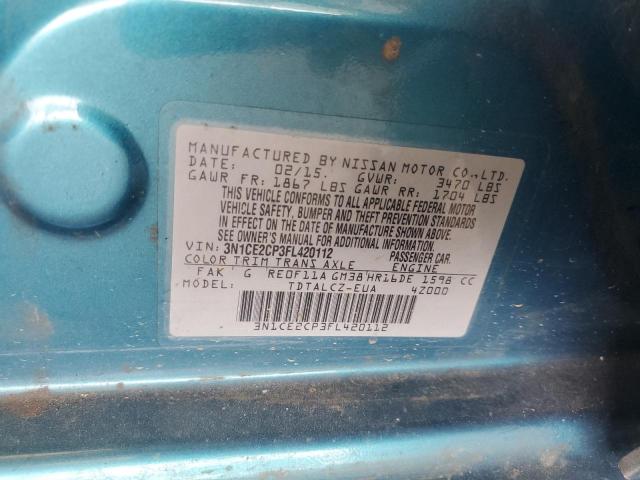 MANUFACTURED BY NISSAN MOTOR CO., LTD.
DATE: 02/15. GVWR: 3470 LBS
GAWR FR: 1867 LBS GAWR RR: 1704 LBS
THIS VEHICLE CONFORMS TO ALL APPLICABLE FEDERAL MOTOR
VEHICLE SAFETY, BUMPER AND THEFT PREVENTION STANDARDS
IN EFFECT ON THE DATE OF MANUFACTURE SHOWN ABOVE.
SEE OWNER'S MANUAL FOR ADDITIONAL INFORMATION.
VIN: 3N1CE2CP3FL420112 PASSENGER CAR.
COLOR TRIM TRANS AXLE ENGINE
FAK G RE0F11A GM38 HR16DE 1598 CC
MODEL: TDTALCZ-EUA 4Z000
3N1CE2CP3FL420112